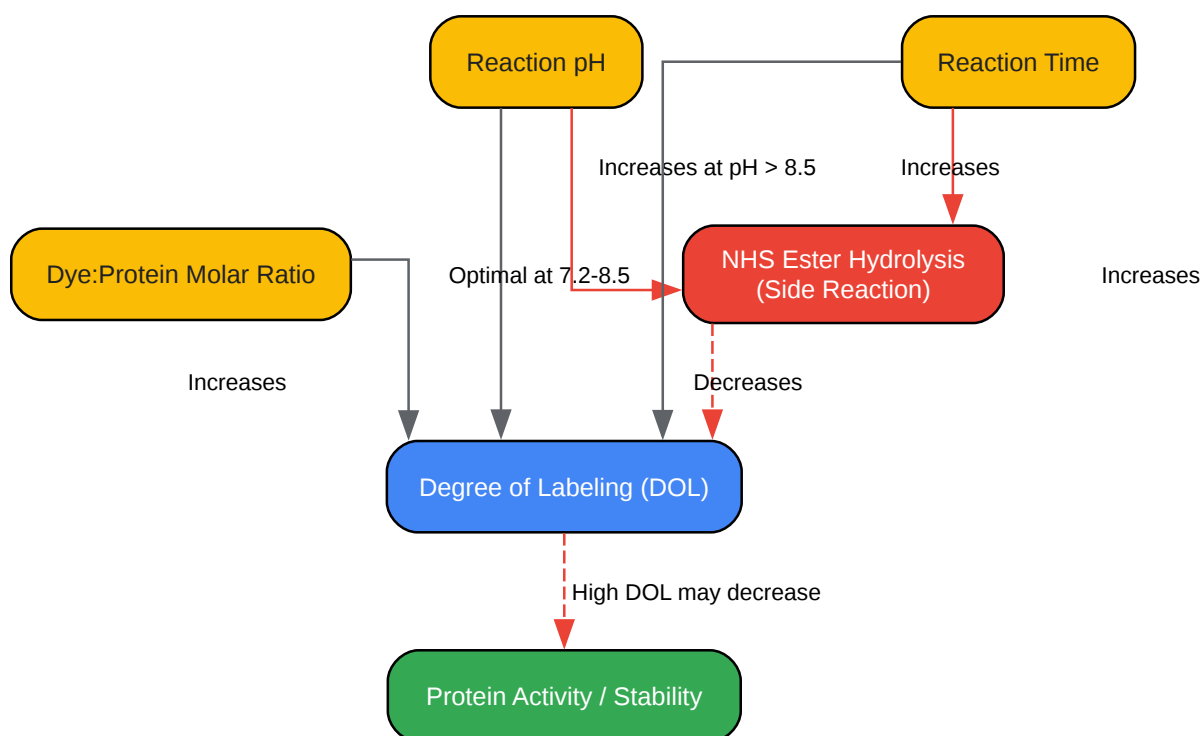 Reaction pH
Reaction Time
Increases at pH > 8.5
Increases
Dye:Protein Molar Ratio
Optimal at 7.2-8.5
NHS Ester Hydrolysis
(Side Reaction)
Increases
Increases
Decreases
Degree of Labeling (DOL)
High DOL may decrease
Protein Activity / Stability